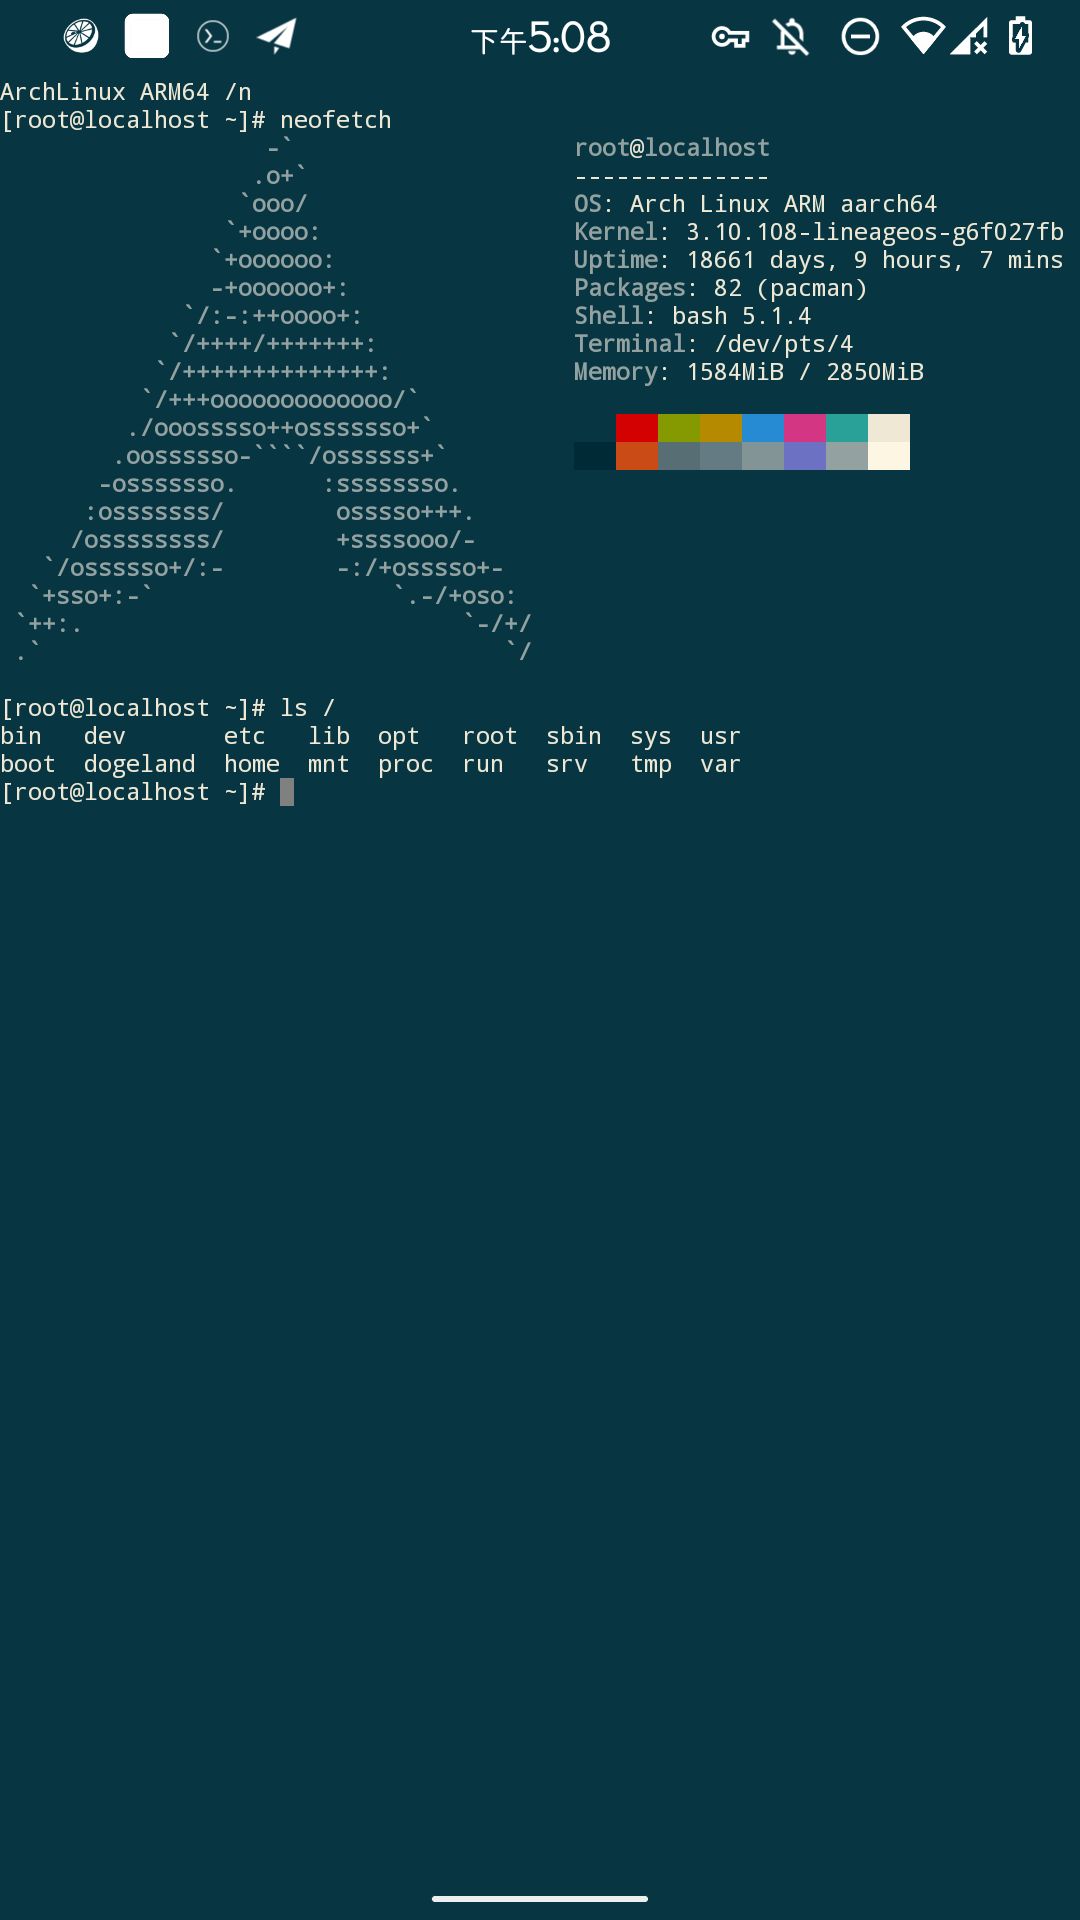 下午5:08
ArchLinux ARM64 /n
[root@localhost ~]# neofetch
                   -`                    root@localhost
                  .o+`                   --------------
                 `ooo/                   OS: Arch Linux ARM aarch64
                `+oooo:                  Kernel: 3.10.108-lineageos-g6f027fb
               `+oooooo:                 Uptime: 18661 days, 9 hours, 7 mins
               -+oooooo+:                Packages: 82 (pacman)
             `/:-:++oooo+:               Shell: bash 5.1.4
            `/++++/+++++++:              Terminal: /dev/pts/4
           `/++++++++++++++:             Memory: 1584MiB / 2850MiB
          `/+++ooooooooooooo/`
         ./ooosssso++osssssso+`
        .oossssso-````/ossssss+`
       -osssssso.      :ssssssso.
      :osssssss/        osssso+++.
     /ossssssss/        +ssssooo/-
   `/ossssso+/:-        -:/+osssso+-
  `+sso+:-`                 `.-/+oso:
 `++:.                           `-/+/
 .`                                 `/
[root@localhost ~]# ls /
bin   dev       etc   lib  opt   root  sbin  sys  usr
boot  dogeland  home  mnt  proc  run   srv   tmp  var
[root@localhost ~]#